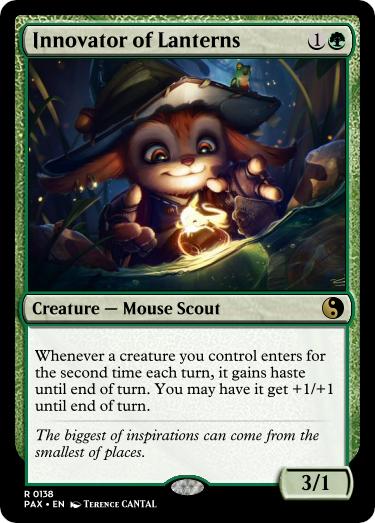 Innovator of Lanterns 1
Creature — Mouse Scout
Whenever a creature you control enters for
the second time each turn, it gains haste
until end of turn. You may have it get +1/+1
until end of turn.
The biggest of inspirations can come from the
smallest of places.
3/1
R 0138
PAX • EN Terence CANTAL